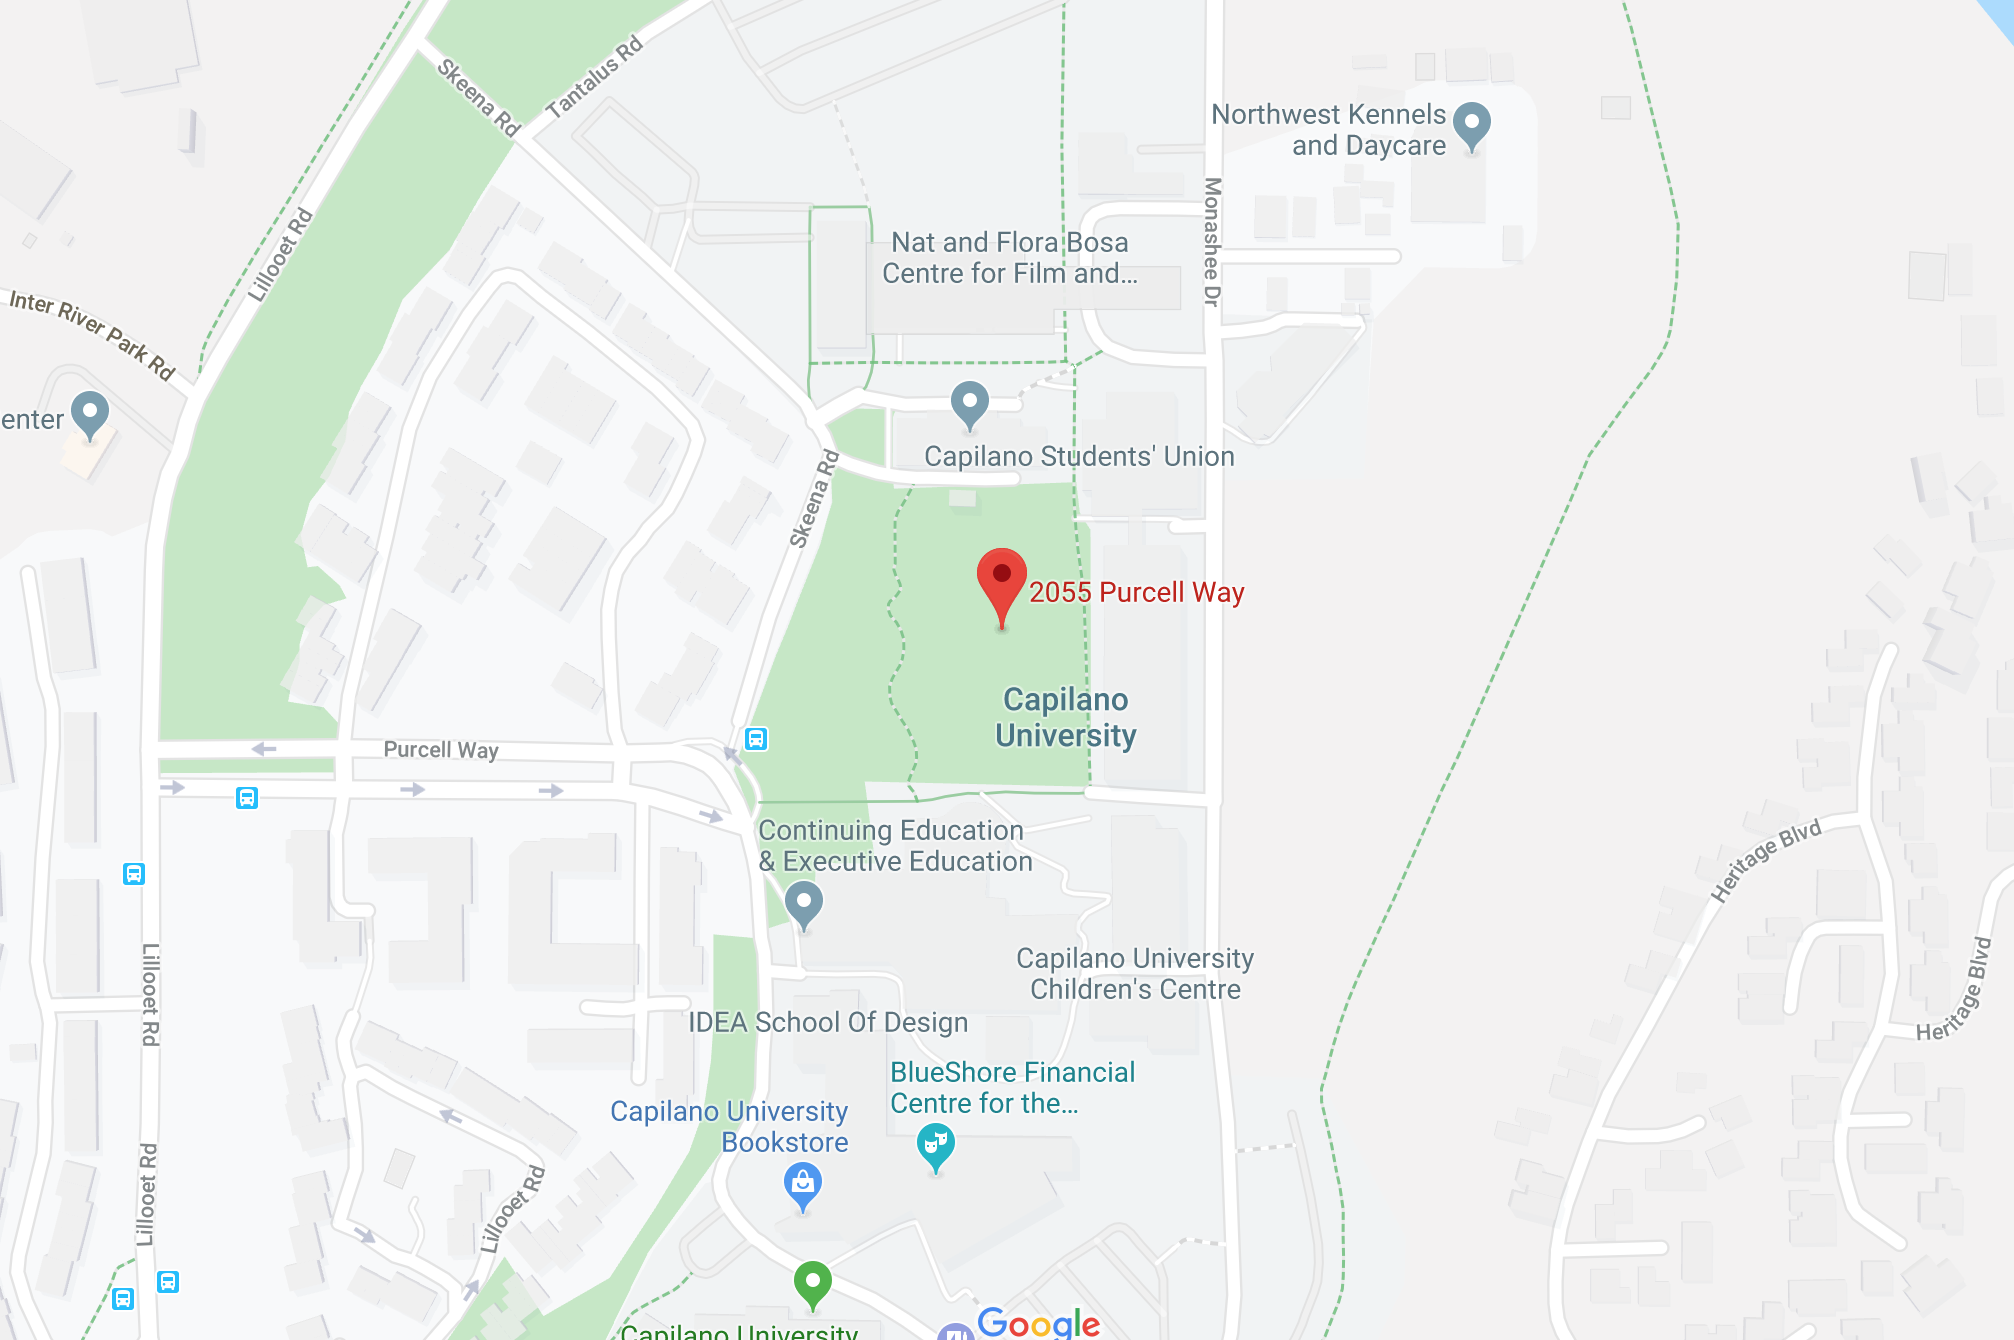 Skeena Rd
Tantalus Rd
Northwest Kennels
and Daycare
Lillooet Rd
Monashee Dr
Nat and Flora Bosa
Centre for Film and...
Inter River Park Rd
enter
Capilano Students' Union
Skeena Rd
2055 Purcell Way
Capilano
University
Purcell Way
Continuing Education
& Executive Education
Heritage Blvd
Lillooet Rd
Capilano University
Children's Centre
Heritage Blvd
IDEA School Of Design
BlueShore Financial
Centre for the...
Capilano University
Bookstore
Lillooet Rd
Lillooet Rd
Google
Capilano University